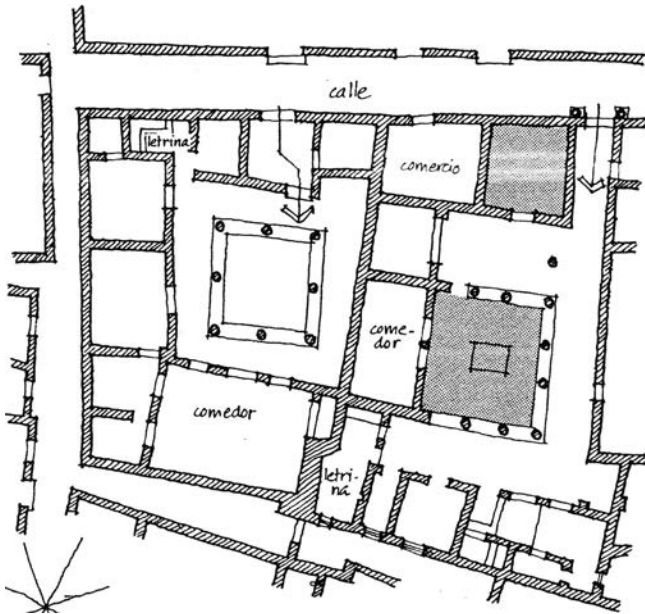 calle
letrina
comercio
come-
dor
comedor
letri-
na